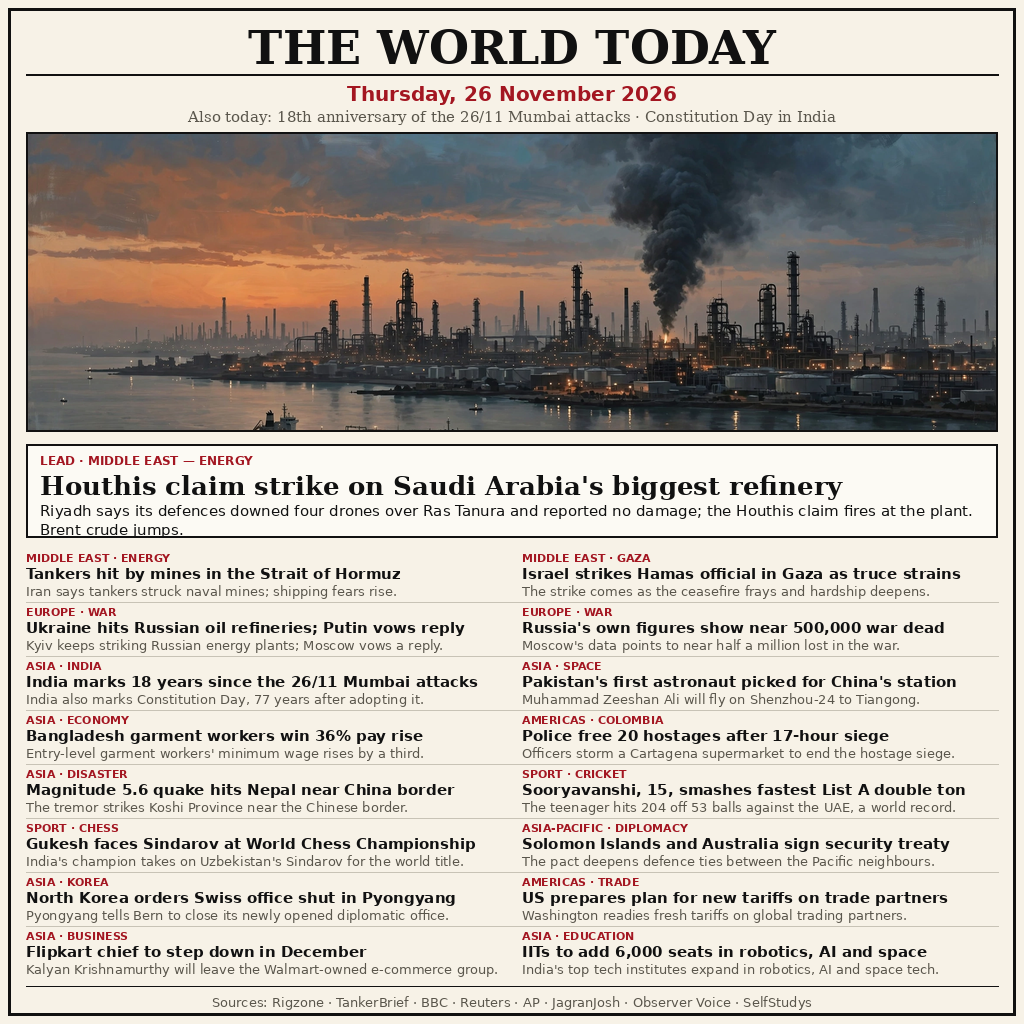 THE WORLD TODAY
Thursday, 26 November 2026
Also today: 18th anniversary of the 26/11 Mumbai attacks · Constitution Day in India
LEAD · MIDDLE EAST — ENERGY
Houthis claim strike on Saudi Arabia's biggest refinery
Riyadh says its defences downed four drones over Ras Tanura and reported no damage; the Houthis claim fires at the plant.
Brent crude jumps.
MIDDLE EAST · ENERGY
Tankers hit by mines in the Strait of Hormuz
Iran says tankers struck naval mines; shipping fears rise.
MIDDLE EAST · GAZA
Israel strikes Hamas official in Gaza as truce strains
The strike comes as the ceasefire frays and hardship deepens.
EUROPE · WAR
Ukraine hits Russian oil refineries; Putin vows reply
Kyiv keeps striking Russian energy plants; Moscow vows a reply.
EUROPE · WAR
Russia's own figures show near 500,000 war dead
Moscow's data points to near half a million lost in the war.
ASIA · INDIA
India marks 18 years since the 26/11 Mumbai attacks
India also marks Constitution Day, 77 years after adopting it.
ASIA · SPACE
Pakistan's first astronaut picked for China's station
Muhammad Zeeshan Ali will fly on Shenzhou-24 to Tiangong.
ASIA · ECONOMY
Bangladesh garment workers win 36% pay rise
Entry-level garment workers' minimum wage rises by a third.
AMERICAS · COLOMBIA
Police free 20 hostages after 17-hour siege
Officers storm a Cartagena supermarket to end the hostage siege.
ASIA · DISASTER
Magnitude 5.6 quake hits Nepal near China border
The tremor strikes Koshi Province near the Chinese border.
SPORT · CRICKET
Sooryavanshi, 15, smashes fastest List A double ton
The teenager hits 204 off 53 balls against the UAE, a world record.
SPORT · CHESS
Gukesh faces Sindarov at World Chess Championship
India's champion takes on Uzbekistan's Sindarov for the world title.
ASIA-PACIFIC · DIPLOMACY
Solomon Islands and Australia sign security treaty
The pact deepens defence ties between the Pacific neighbours.
ASIA · KOREA
North Korea orders Swiss office shut in Pyongyang
Pyongyang tells Bern to close its newly opened diplomatic office.
AMERICAS · TRADE
US prepares plan for new tariffs on trade partners
Washington readies fresh tariffs on global trading partners.
ASIA · BUSINESS
Flipkart chief to step down in December
Kalyan Krishnamurthy will leave the Walmart-owned e-commerce group.
ASIA · EDUCATION
IITs to add 6,000 seats in robotics, AI and space
India's top tech institutes expand in robotics, AI and space tech.
Sources: Rigzone · TankerBrief · BBC · Reuters · AP · JagranJosh · Observer Voice · SelfStudys